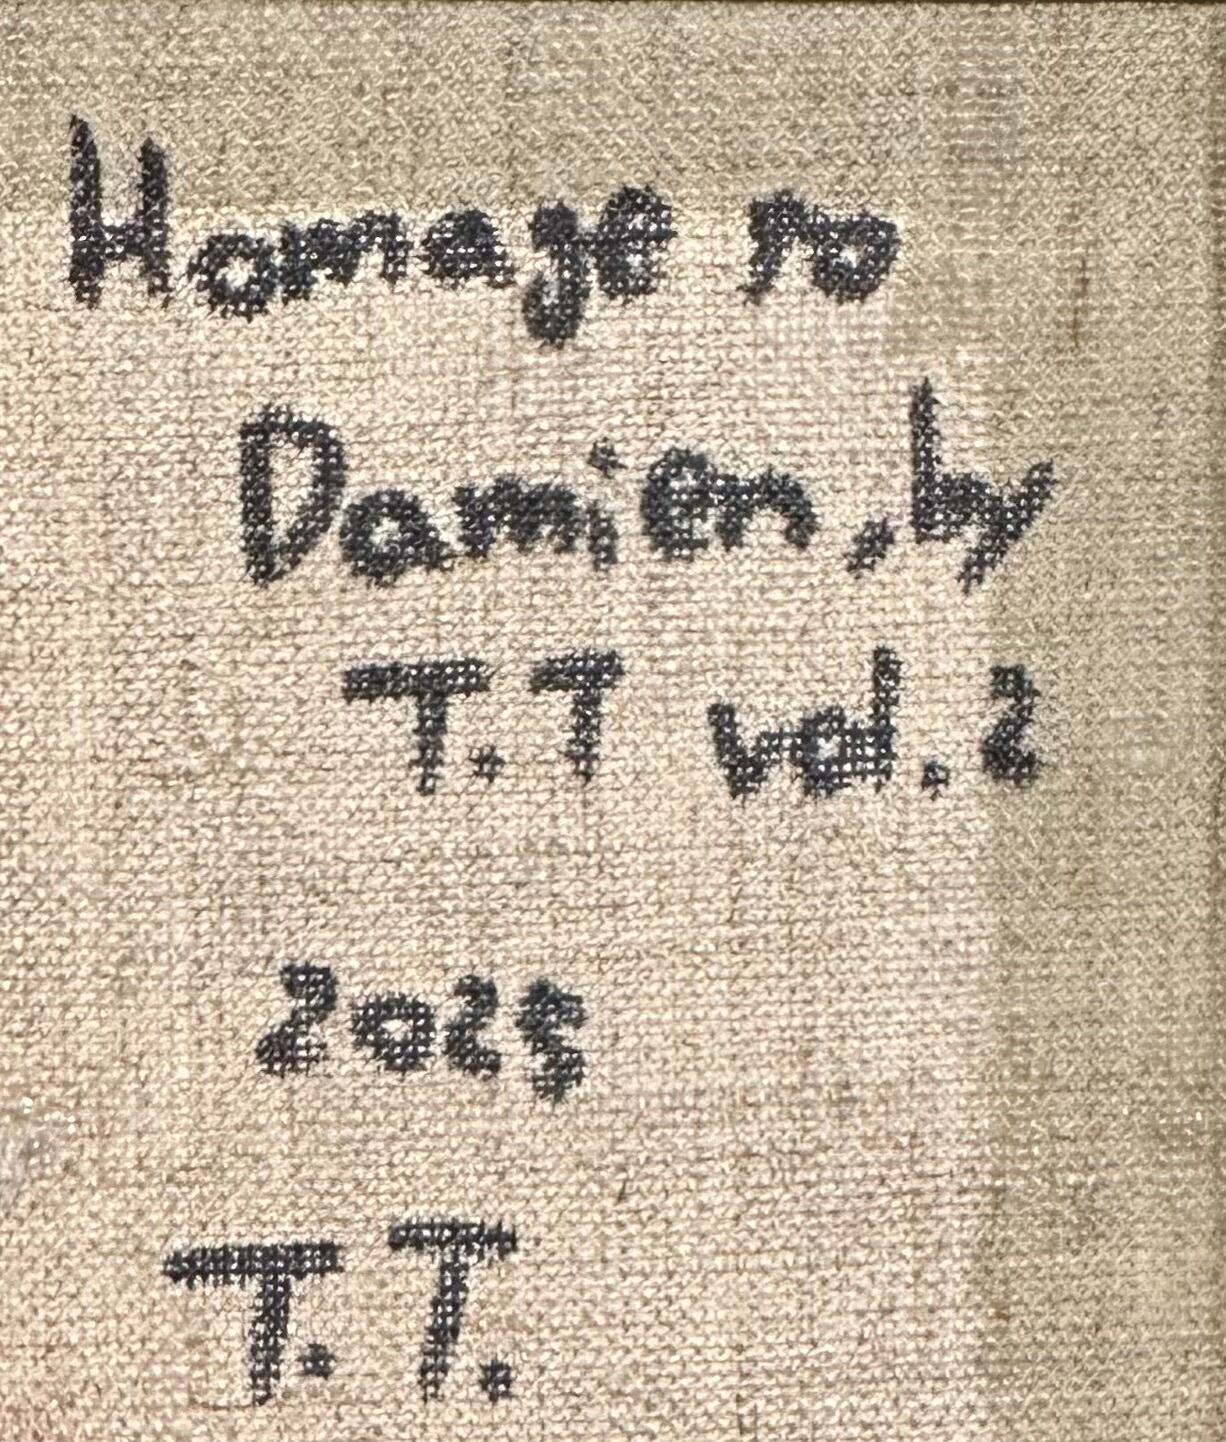 Homage to
Damien, by
T.T vol. 2
2025
T.T.